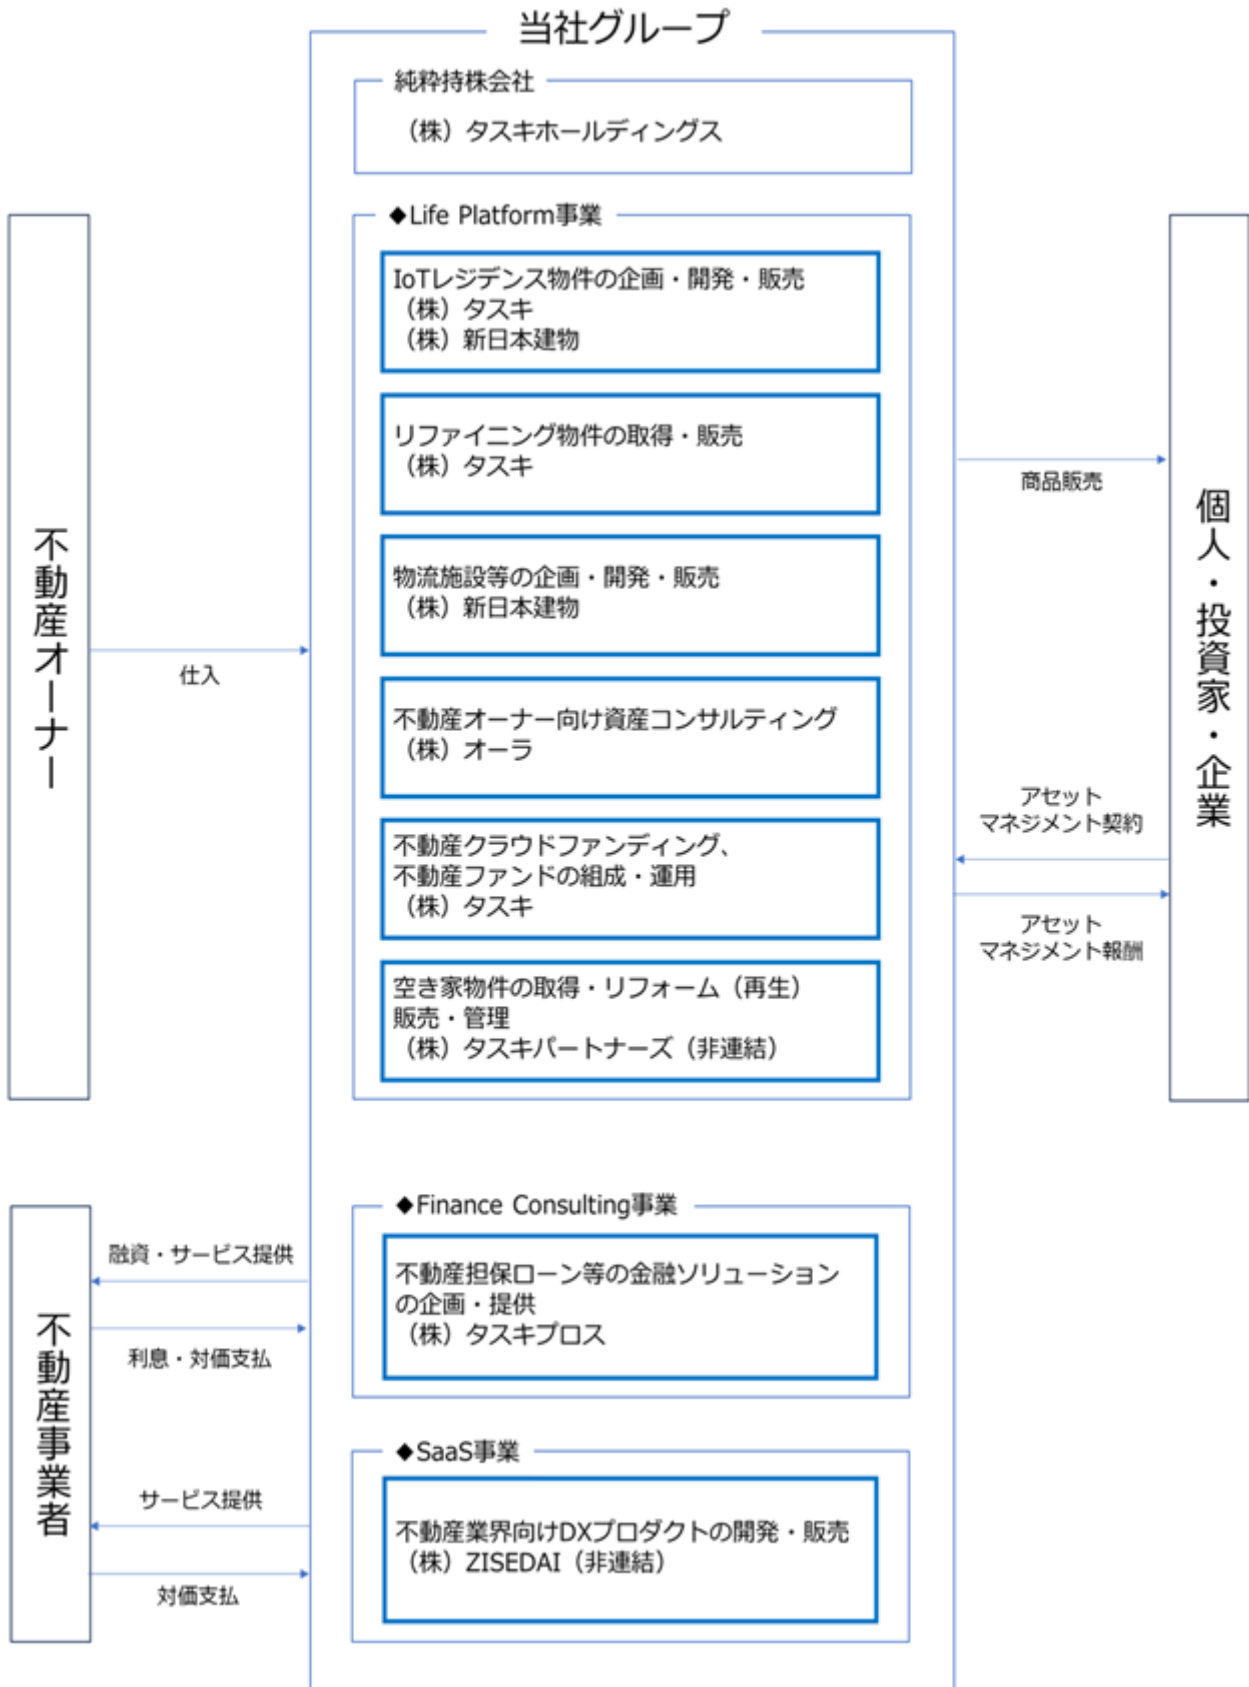 当社グループ
純粋持株会社
（株）タスキホールディングス
◆Life Platform事業
IoTレジデンス物件の企画・開発・販売
（株）タスキ
（株）新日本建物
リファイニング物件の取得・販売
（株）タスキ
物流施設等の企画・開発・販売
（株）新日本建物
不動産オーナー向け資産コンサルティング
（株）オーラ
不動産クラウドファンディング、
不動産ファンドの組成・運用
（株）タスキ
空き家物件の取得・リフォーム（再生）
販売・管理
（株）タスキパートナーズ（非連結）
不動産オーナー
仕入
商品販売
個人・投資家・企業
アセット
マネジメント契約
アセット
マネジメント報酬
◆Finance Consulting事業
不動産担保ローン等の金融ソリューション
の企画・提供
（株）タスキプロス
融資・サービス提供
利息・対価支払
不動産事業者
◆SaaS事業
不動産業界向けDXプロダクトの開発・販売
（株）ZISEDAI（非連結）
サービス提供
対価支払